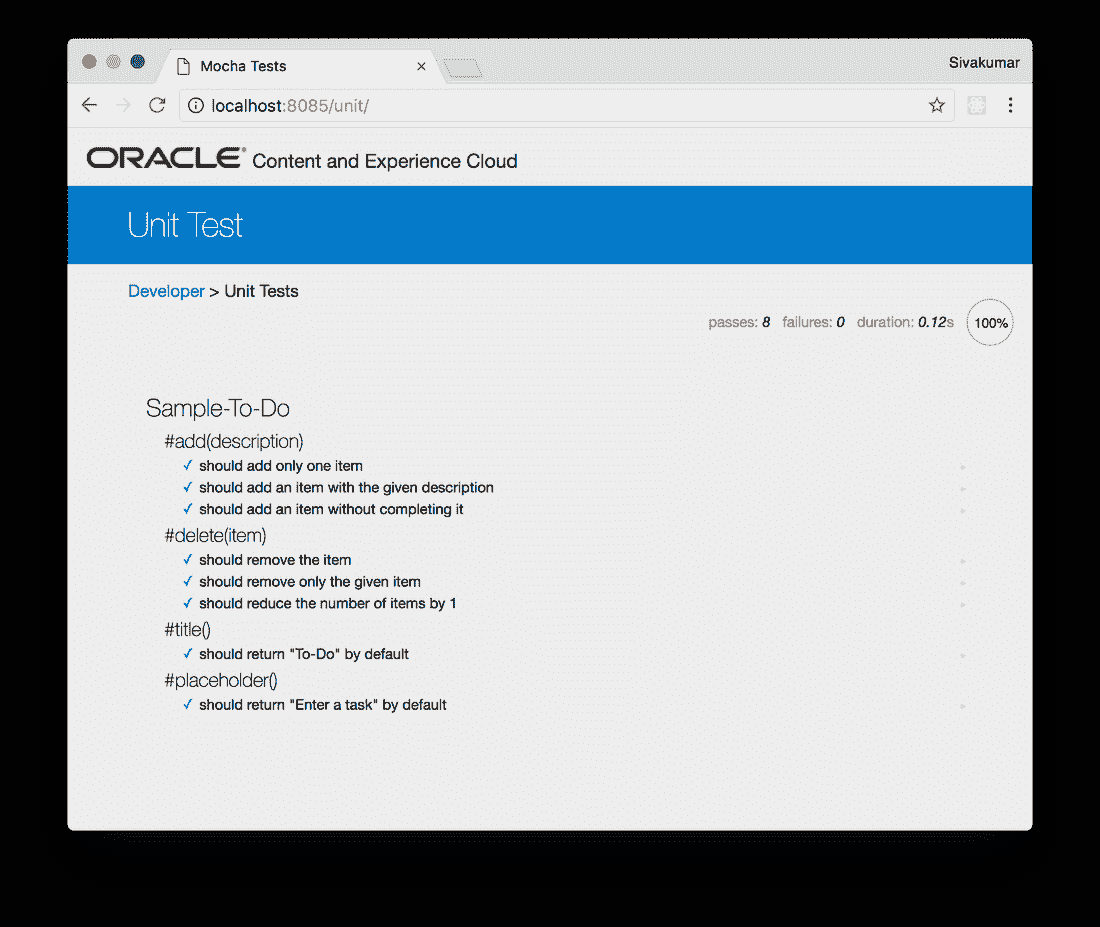 Mocha Tests
Sivakumar
localhost:8085/unit/
ORACLE® Content and Experience Cloud
Unit Test
Developer > Unit Tests
passes: 8 failures: 0 duration: 0.12s 100%
Sample-To-Do
#add(description)
✓ should add only one item
✓ should add an item with the given description
✓ should add an item without completing it
#delete(item)
✓ should remove the item
✓ should remove only the given item
✓ should reduce the number of items by 1
#title()
✓ should return "To-Do" by default
#placeholder()
✓ should return "Enter a task" by default